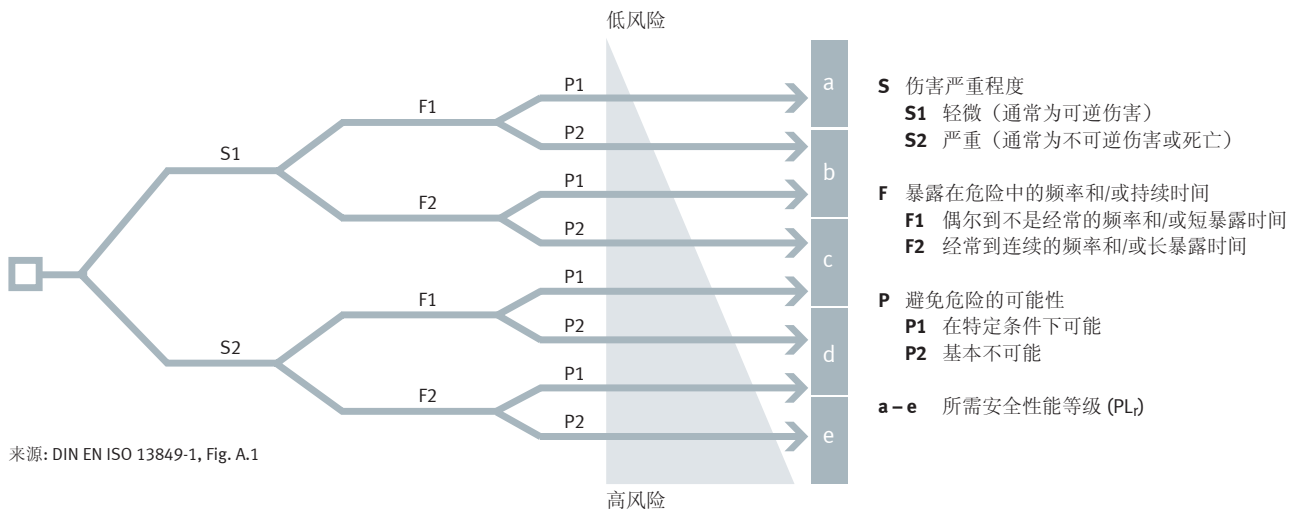 低风险
P1
a
F1
P2
S1
b
P1
F2
P2
c
P1
F1
P2
S2
d
P1
F2
P2
e
高风险
来源: DIN EN ISO 13849-1, Fig. A.1
S 伤害严重程度
S1 轻微（通常为可逆伤害）
S2 严重（通常为不可逆伤害或死亡）
F 暴露在危险中的频率和/或持续时间
F1 偶尔到不是经常的频率和/或短暴露时间
F2 经常到连续的频率和/或长暴露时间
P 避免危险的可能性
P1 在特定条件下可能
P2 基本不可能
a – e 所需安全性能等级 (PLr)